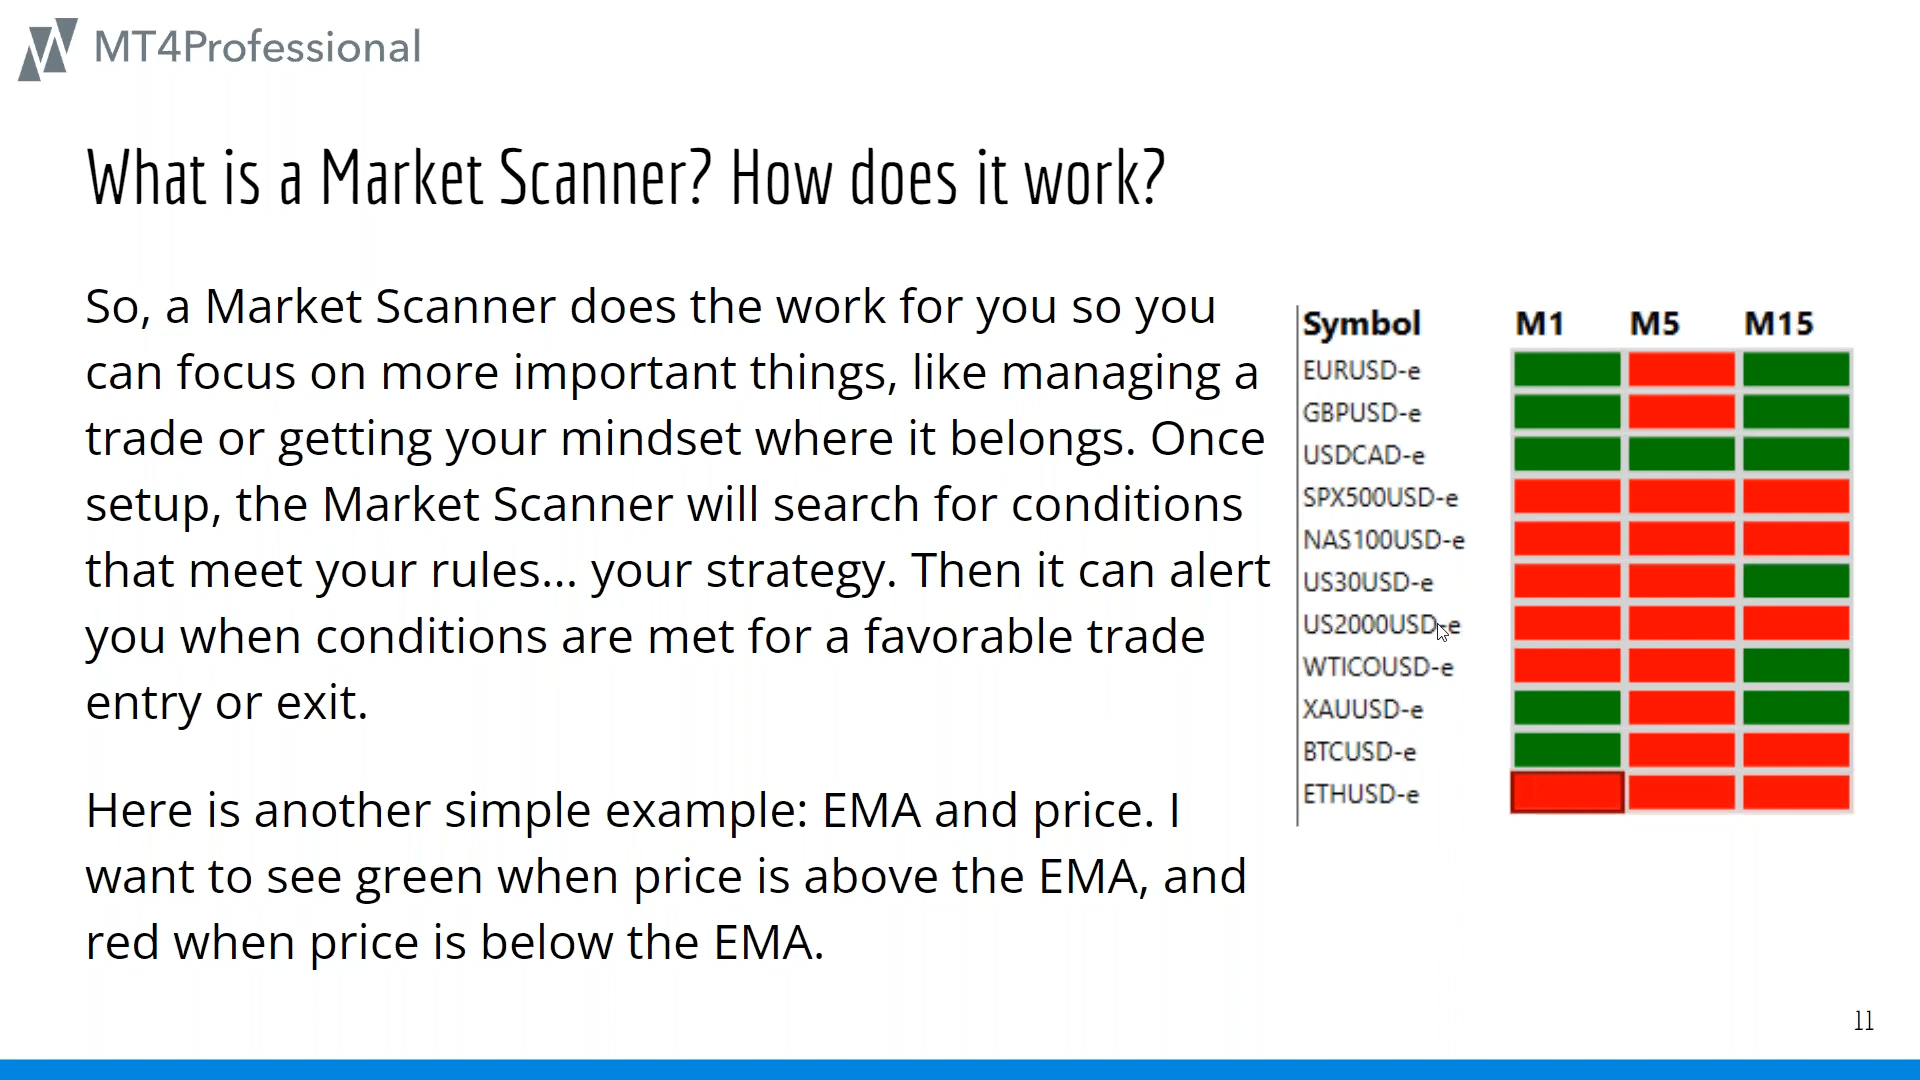 MT4Professional
What is a Market Scanner? How does it work?
So, a Market Scanner does the work for you so you
can focus on more important things, like managing a
trade or getting your mindset where it belongs. Once
setup, the Market Scanner will search for conditions
that meet your rules... your strategy. Then it can alert
you when conditions are met for a favorable trade
entry or exit.
Here is another simple example: EMA and price. I
want to see green when price is above the EMA, and
red when price is below the EMA.
Symbol M1 M5 M15
EURUSD-e
GBPUSD-e
USDCAD-e
SPX500USD-e
NAS100USD-e
US30USD-e
US2000USD-e
WTICOUSD-e
XAUUSD-e
BTCUSD-e
ETHUSD-e
11